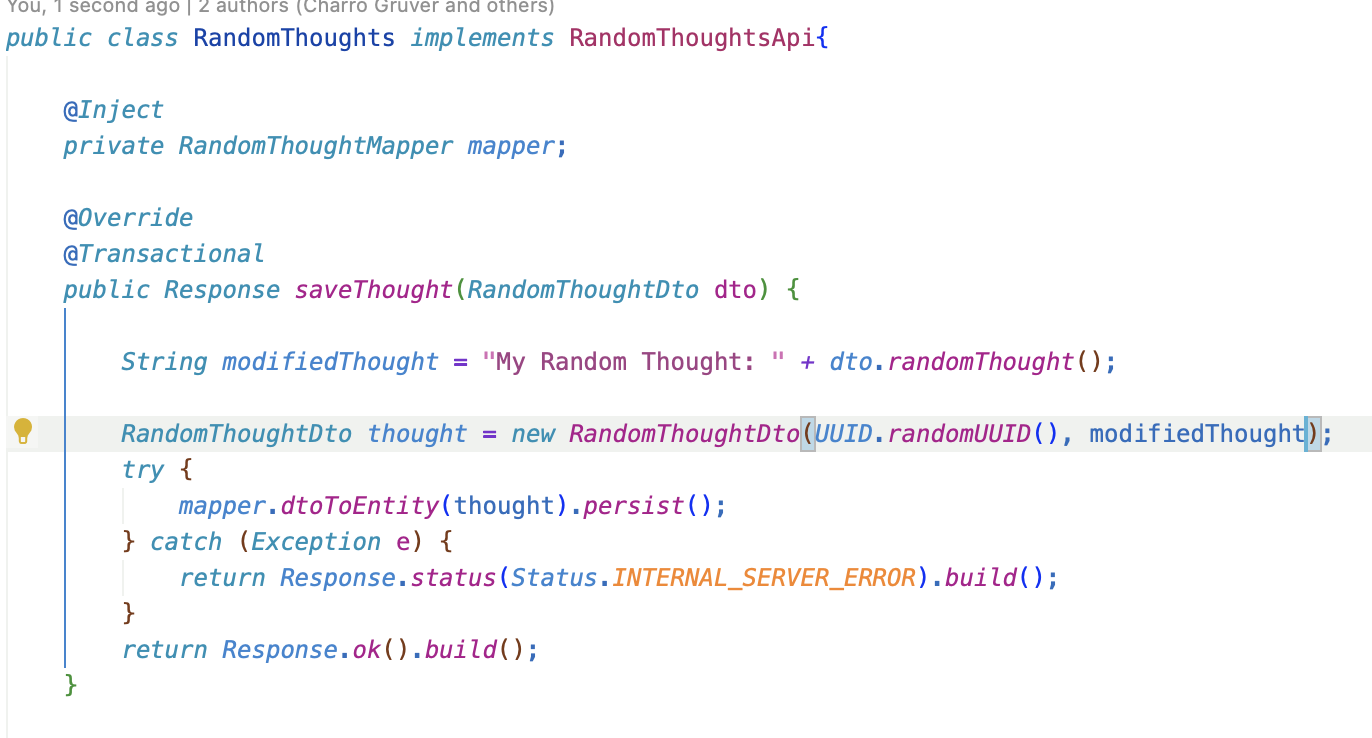 You, 1 second ago | 2 authors (Charro Gruver and others)
public class RandomThoughts implements RandomThoughtsApi{
@Inject
private RandomThoughtMapper mapper;
@Override
@Transactional
public Response saveThought(RandomThoughtDto dto) {
String modifiedThought = "My Random Thought: " + dto.randomThought();
RandomThoughtDto thought = new RandomThoughtDto(UUID.randomUUID(), modifiedThought);
try {
mapper.dtoToEntity(thought).persist();
} catch (Exception e) {
return Response.status(Status.INTERNAL_SERVER_ERROR).build();
}
return Response.ok().build();
}